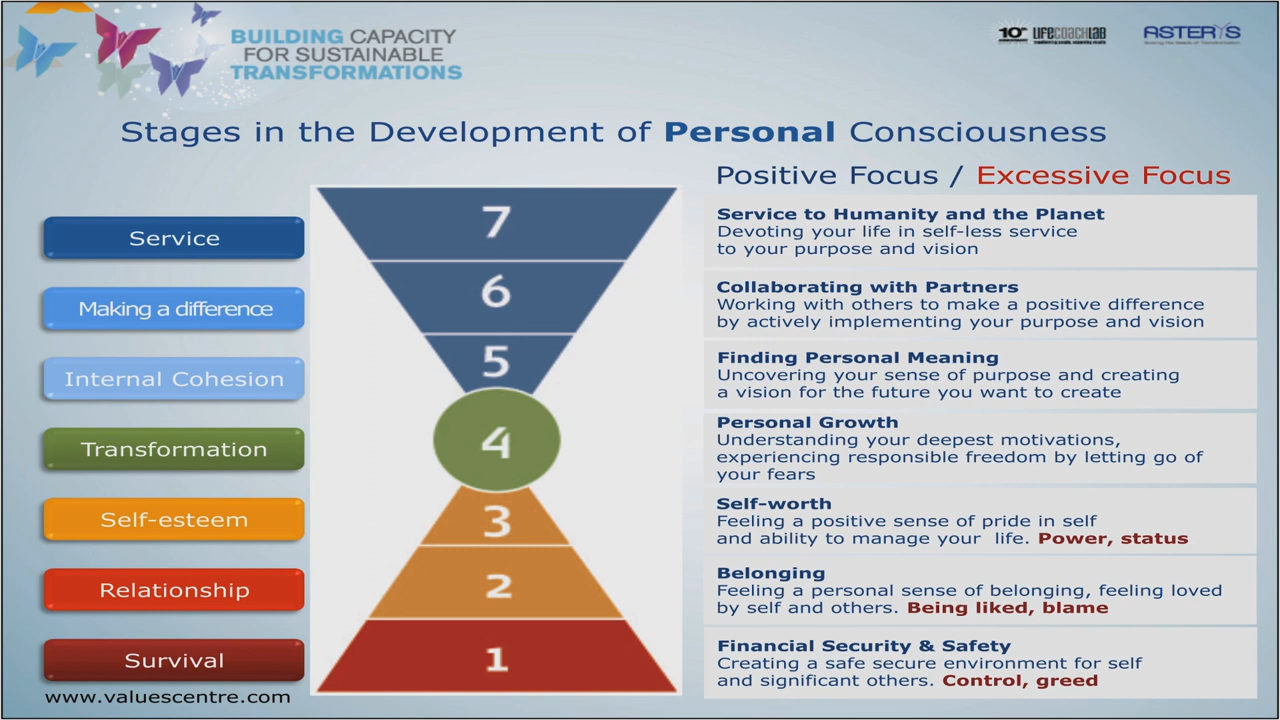 BUILDING CAPACITY
FOR SUSTAINABLE
TRANSFORMATIONS
10 LIFECOACHLAB
ASTERYS
Stages in the Development of Personal Consciousness
Positive Focus / Excessive Focus
Service
7
Service to Humanity and the Planet
Devoting your life in self-less service
to your purpose and vision
Making a difference
6
Collaborating with Partners
Working with others to make a positive difference
by actively implementing your purpose and vision
Internal Cohesion
5
Finding Personal Meaning
Uncovering your sense of purpose and creating
a vision for the future you want to create
Transformation
4
Personal Growth
Understanding your deepest motivations,
experiencing responsible freedom by letting go of
your fears
Self-esteem
3
Self-worth
Feeling a positive sense of pride in self
and ability to manage your life. Power, status
Relationship
2
Belonging
Feeling a personal sense of belonging, feeling loved
by self and others. Being liked, blame
Survival
1
Financial Security & Safety
Creating a safe secure environment for self
and significant others. Control, greed
www.valuescentre.com